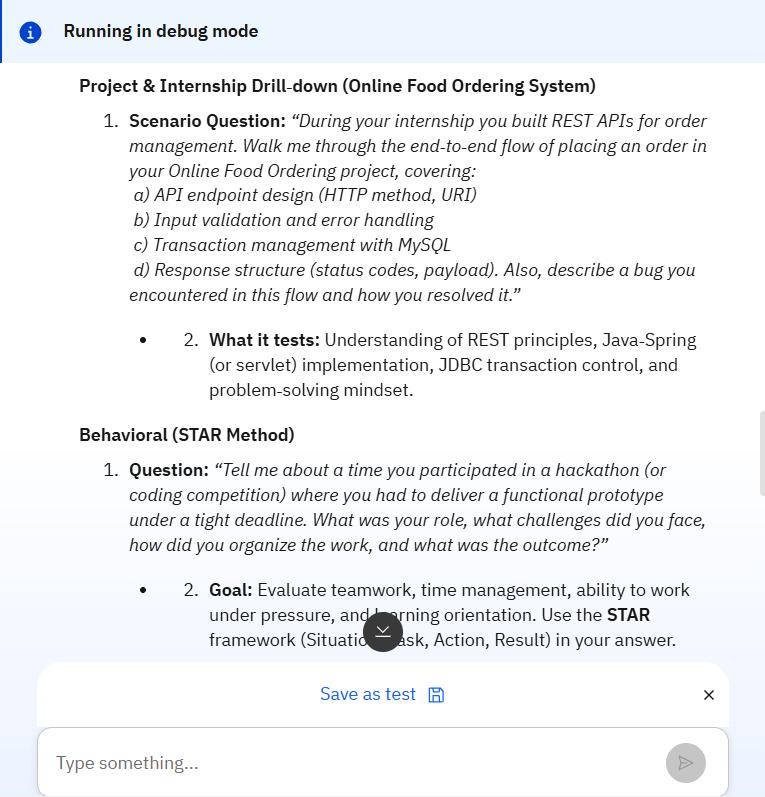 Running in debug mode
Project & Internship Drill-down (Online Food Ordering System)
1. Scenario Question: “During your internship you built REST APIs for order
management. Walk me through the end-to-end flow of placing an order in
your Online Food Ordering project, covering:
a) API endpoint design (HTTP method, URI)
b) Input validation and error handling
c) Transaction management with MySQL
d) Response structure (status codes, payload). Also, describe a bug you
encountered in this flow and how you resolved it.”
• 2. What it tests: Understanding of REST principles, Java-Spring
(or servlet) implementation, JDBC transaction control, and
problem-solving mindset.
Behavioral (STAR Method)
1. Question: “Tell me about a time you participated in a hackathon (or
coding competition) where you had to deliver a functional prototype
under a tight deadline. What was your role, what challenges did you face,
how did you organize the work, and what was the outcome?”
• 2. Goal: Evaluate teamwork, time management, ability to work
under pressure, and orientation. Use the STAR
framework (Action, Result) in your answer.
Save as test
Type something...